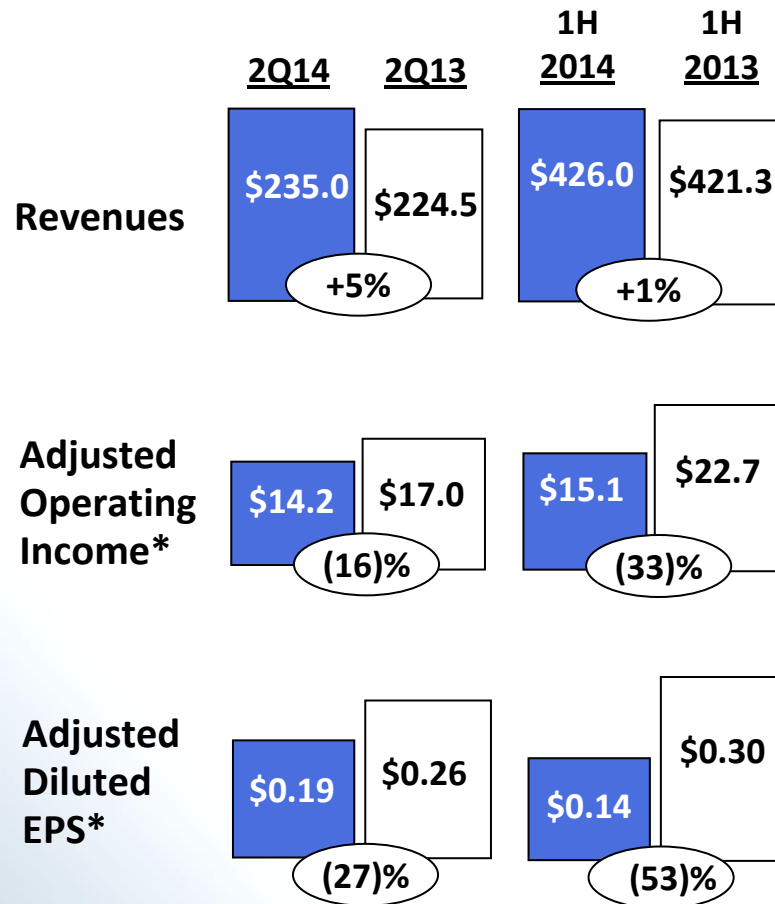 1H 1H
2Q14 2Q13 2014 2013
Revenues
$235.0 $224.5 $426.0 $421.3
+5% +1%
Adjusted
Operating
Income*
$14.2 $17.0 $15.1 $22.7
(16)% (33)%
Adjusted
Diluted
EPS*
$0.19 $0.26 $0.14 $0.30
(27)% (53)%